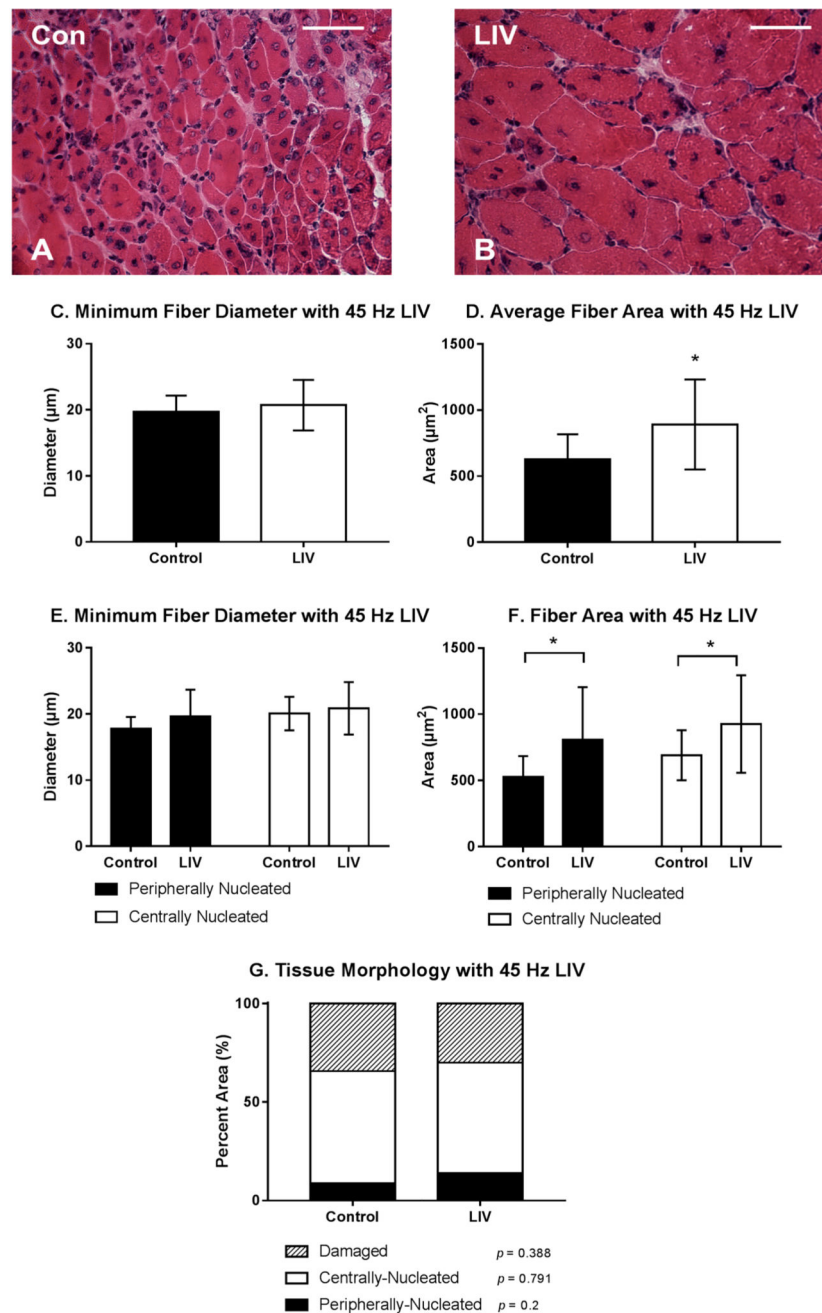 Con
LIV
A
B
C. Minimum Fiber Diameter with 45 Hz LIV
30
20
10
0
Diameter (µm)
Control
LIV
D. Average Fiber Area with 45 Hz LIV
1500
1000
500
0
Area (µm²)
*
Control
LIV
E. Minimum Fiber Diameter with 45 Hz LIV
30
20
10
0
Diameter (µm)
Control
LIV
Control
LIV
Peripherally Nucleated
Centrally Nucleated
F. Fiber Area with 45 Hz LIV
1500
1000
500
0
Area (µm²)
*
*
Control
LIV
Control
LIV
Peripherally Nucleated
Centrally Nucleated
G. Tissue Morphology with 45 Hz LIV
100
50
0
Percent Area (%)
Control
LIV
Damaged p = 0.388
Centrally-Nucleated p = 0.791
Peripherally-Nucleated p = 0.2